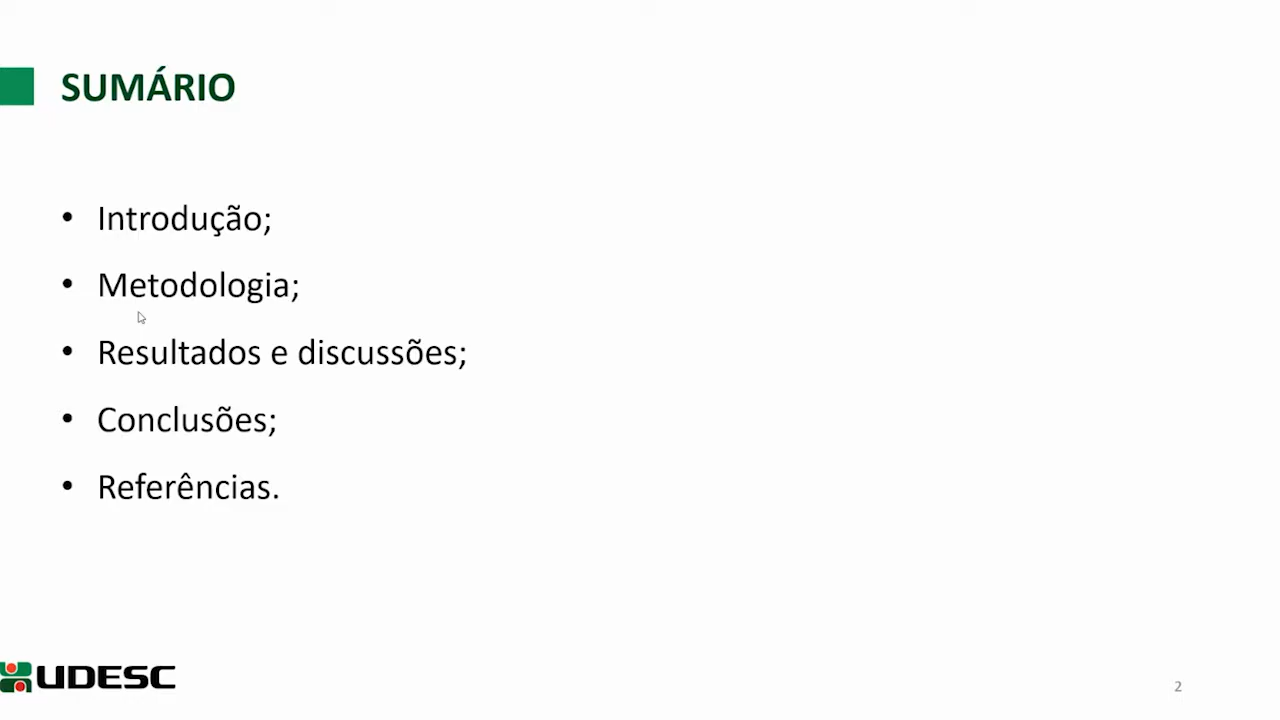 SUMÁRIO
• Introdução;
• Metodologia;
• Resultados e discussões;
• Conclusões;
• Referências.
UDESC
2